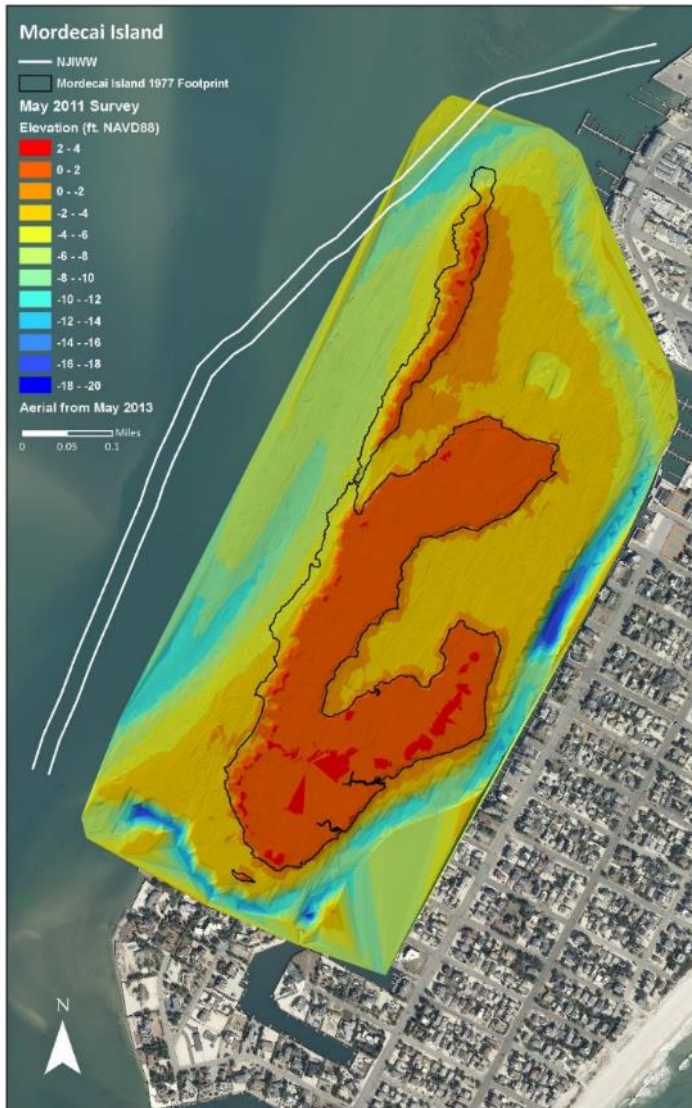 Mordecai Island
NJIWW
Mordecai Island 1977 Footprint
May 2011 Survey
Elevation (ft. NAVD88)
2 - 4
0 - 2
0 - -2
-2 - -4
-4 - -6
-6 - -8
-8 - -10
-10 - -12
-12 - -14
-14 - -16
-16 - -18
-18 - -20
Aerial from May 2013
Miles
0 0.05 0.1
N